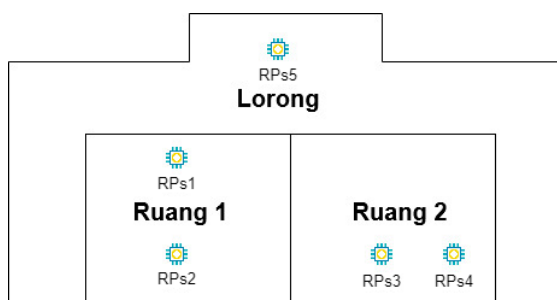 RPs5
Lorong
RPs1
Ruang 1
Ruang 2
RPs2
RPs3
RPs4